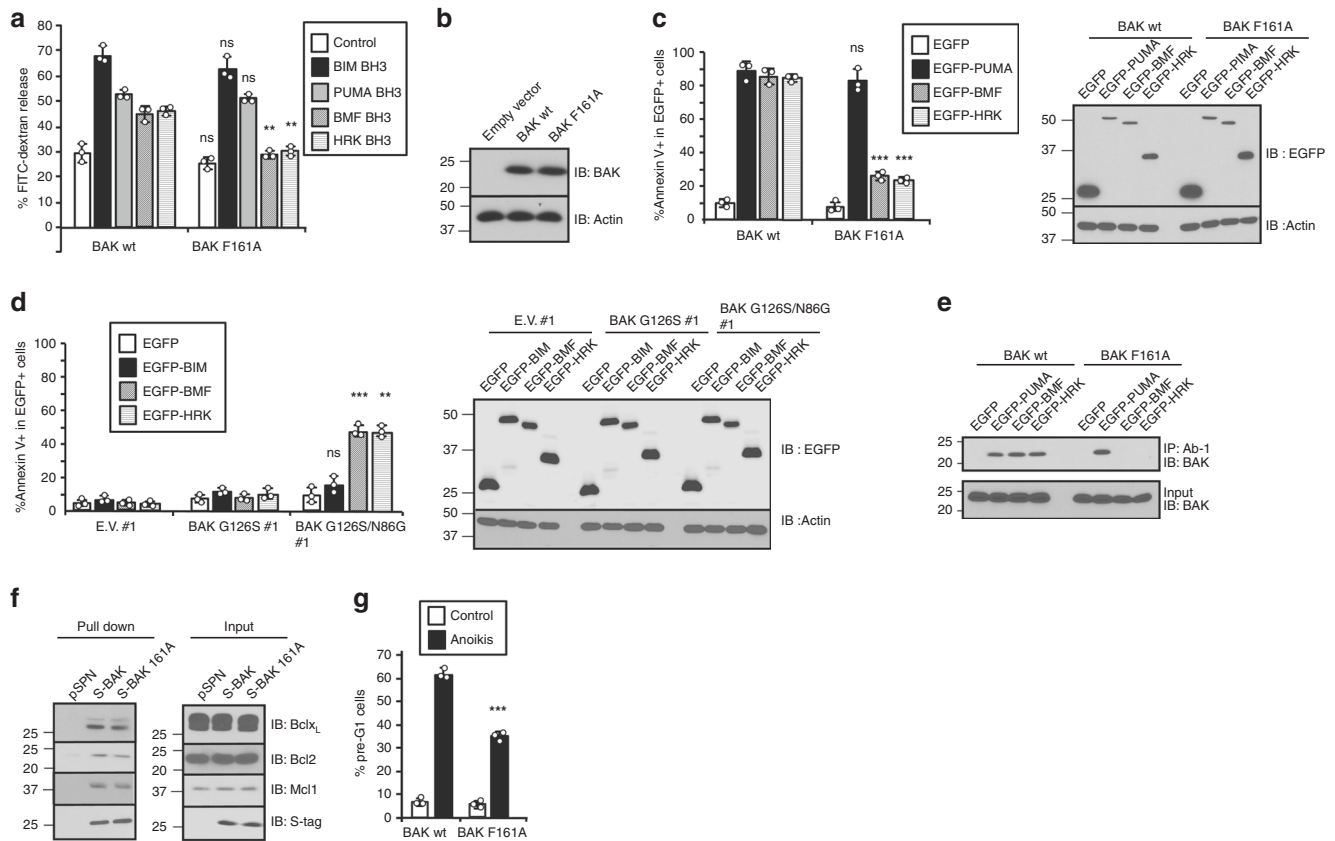 a
% FITC-dextran release
80
70
60
50
40
30
20
10
0
ns
ns
ns
**
**
BAK wt
BAK F161A
Control
BIM BH3
PUMA BH3
BMF BH3
HRK BH3
b
Empty vector
BAK wt
BAK F161A
25
20
50
37
IB: BAK
IB: Actin
c
%Annexin V+ in EGFP+ cells
100
80
60
40
20
0
ns
***
***
BAK wt
BAK F161A
EGFP
EGFP-PUMA
EGFP-BMF
EGFP-HRK
BAK wt
BAK F161A
EGFP
EGFP-PUMA
EGFP-BMF
EGFP-HRK
EGFP
EGFP-PIMA
EGFP-BMF
EGFP-HRK
50
37
25
50
37
IB : EGFP
IB :Actin
d
%Annexin V+ in EGFP+ cells
100
80
60
40
20
0
EGFP
EGFP-BIM
EGFP-BMF
EGFP-HRK
ns
***
**
E.V. #1
BAK G126S #1
BAK G126S/N86G
#1
E.V. #1
BAK G126S #1
BAK G126S/N86G
#1
EGFP
EGFP-BIM
EGFP-BMF
EGFP-HRK
EGFP
EGFP-BIM
EGFP-BMF
EGFP-HRK
EGFP
EGFP-BIM
EGFP-BMF
EGFP-HRK
50
37
25
50
37
IB : EGFP
IB :Actin
e
BAK wt
BAK F161A
EGFP
EGFP-PUMA
EGFP-BMF
EGFP-HRK
EGFP
EGFP-PUMA
EGFP-BMF
EGFP-HRK
25
20
25
20
IP: Ab-1
IB: BAK
Input
IB: BAK
f
Pull down
Input
pSPN
S-BAK
S-BAK 161A
pSPN
S-BAK
S-BAK 161A
25
25
20
37
25
25
25
20
37
25
IB: BclxL
IB: Bcl2
IB: Mcl1
IB: S-tag
g
Control
Anoikis
% pre-G1 cells
70
60
50
40
30
20
10
0
***
BAK wt
BAK F161A